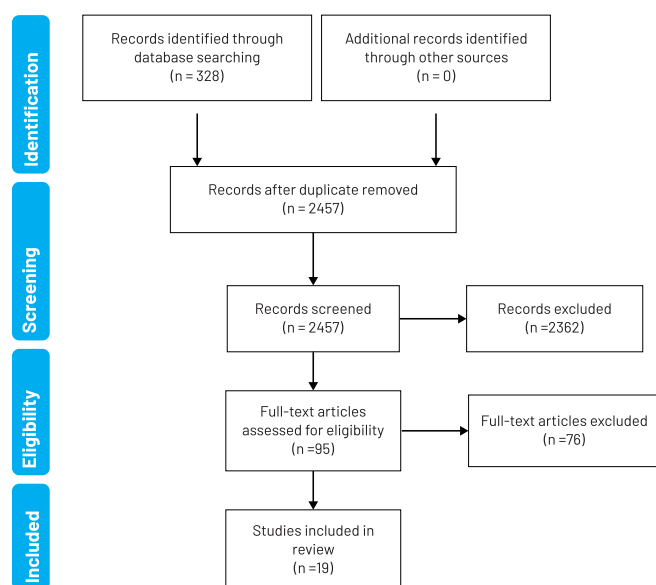 Identification
Records identified through
database searching
(n = 328)
Additional records identified
through other sources
(n = 0)
Screening
Records after duplicate removed
(n = 2457)
Records screened
(n = 2457)
Records excluded
(n =2362)
Eligibility
Full-text articles
assessed for eligibility
(n =95)
Full-text articles excluded
(n =76)
Included
Studies included in
review
(n =19)